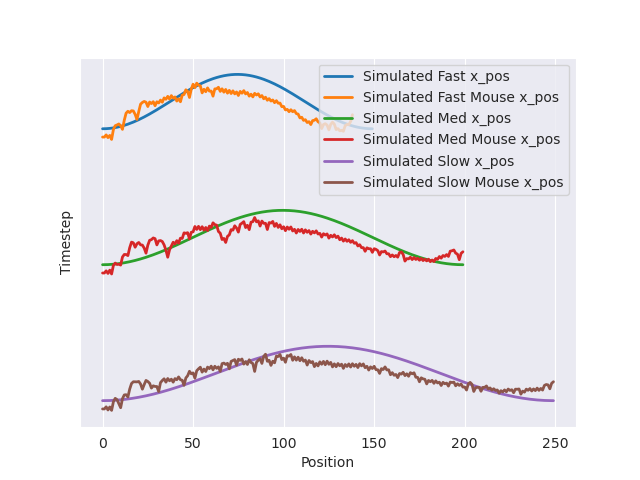 Simulated Fast x_pos
Simulated Fast Mouse x_pos
Simulated Med x_pos
Simulated Med Mouse x_pos
Simulated Slow x_pos
Simulated Slow Mouse x_pos
Timestep
0 50 100 150 200 250
Position